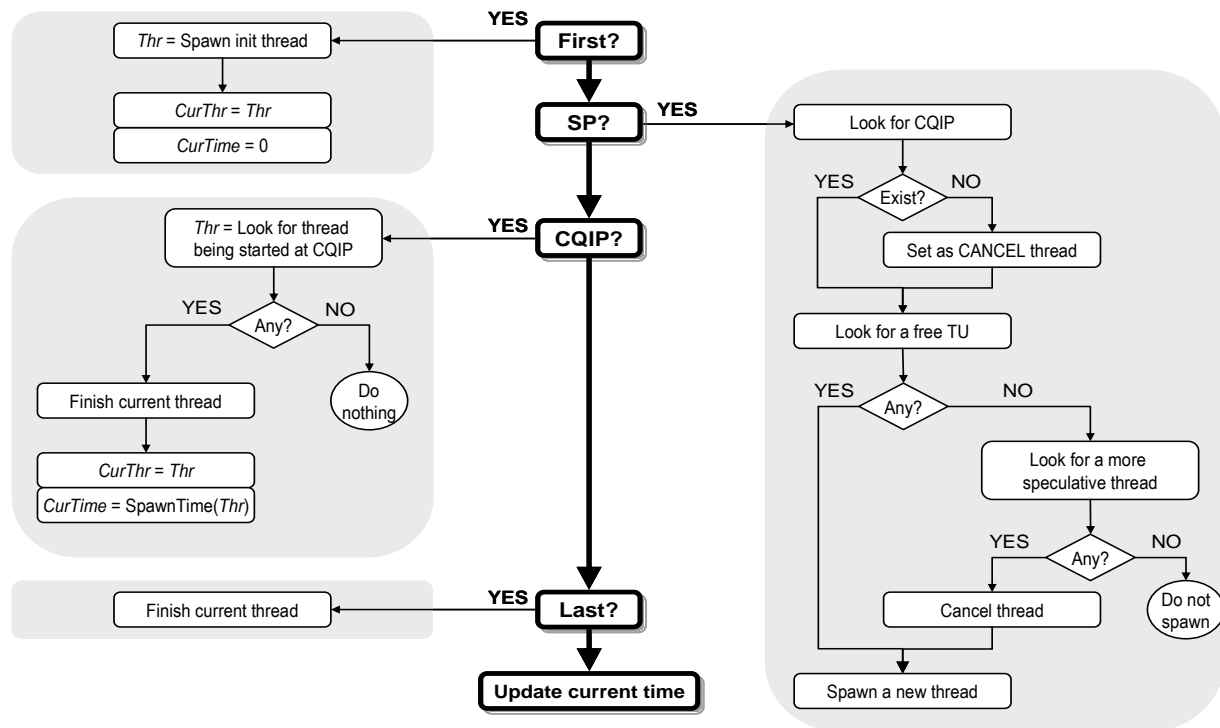 YES
First?
Thr = Spawn init thread
CurThr = Thr
CurTime = 0
SP?
YES
Look for CQIP
YES
NO
Exist?
Set as CANCEL thread
Look for a free TU
YES
NO
Any?
Look for a more
speculative thread
YES
NO
Any?
Cancel thread
Do not
spawn
Spawn a new thread
YES
CQIP?
Thr = Look for thread
being started at CQIP
YES
NO
Any?
Finish current thread
Do
nothing
CurThr = Thr
CurTime = SpawnTime(Thr)
YES
Last?
Finish current thread
Update current time